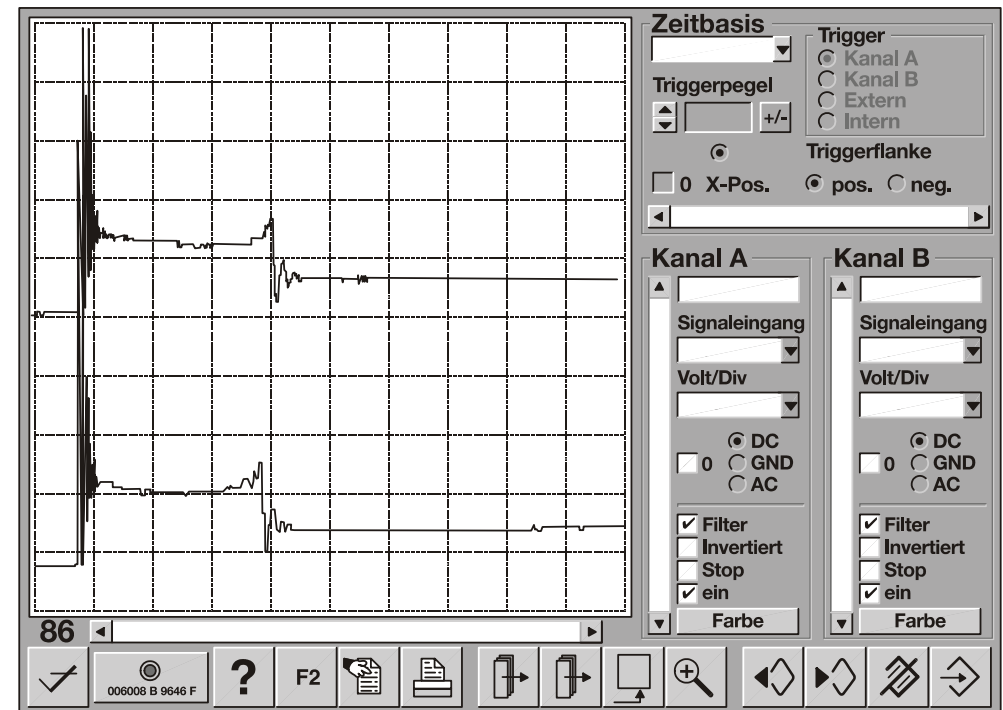 Zeitbasis
Trigger
Kanal A
Kanal B
Extern
Intern
Triggerpegel
+/-
Triggerflanke
0 X-Pos.
pos. neg.
Kanal A
Signaleingang
Volt/Div
DC
0 GND
AC
Filter
Invertiert
Stop
ein
Farbe
Kanal B
Signaleingang
Volt/Div
DC
0 GND
AC
Filter
Invertiert
Stop
ein
Farbe
86
006008 B 9646 F
?
F2